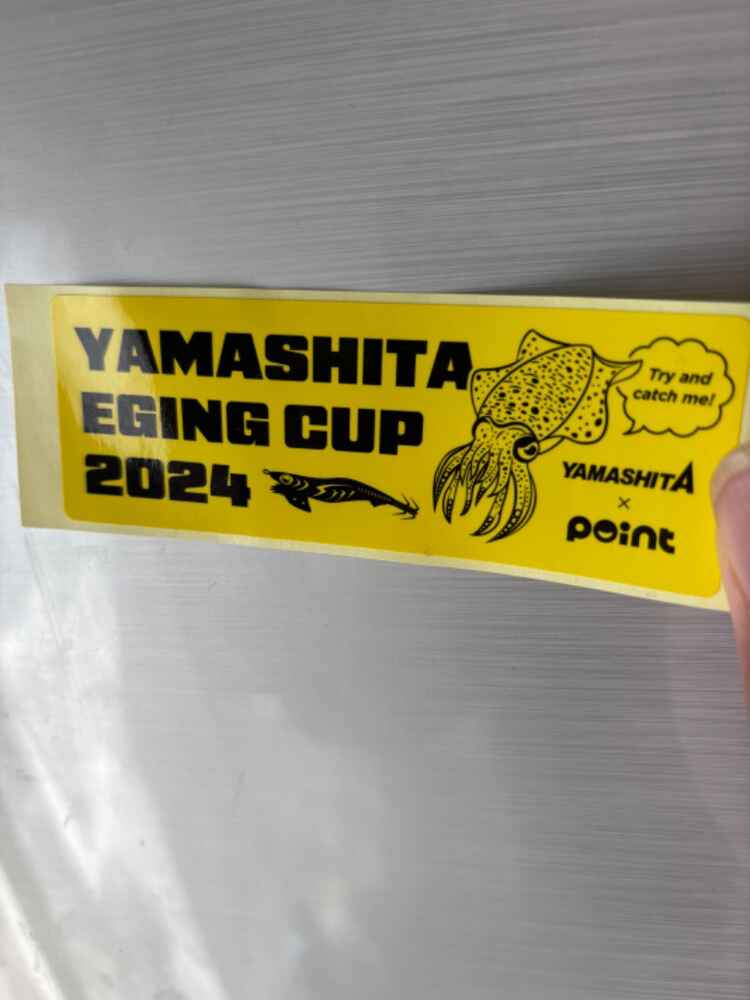 YAMASHITA
EGING CUP
2024
Try and
catch me!
YAMASHITA
×
point